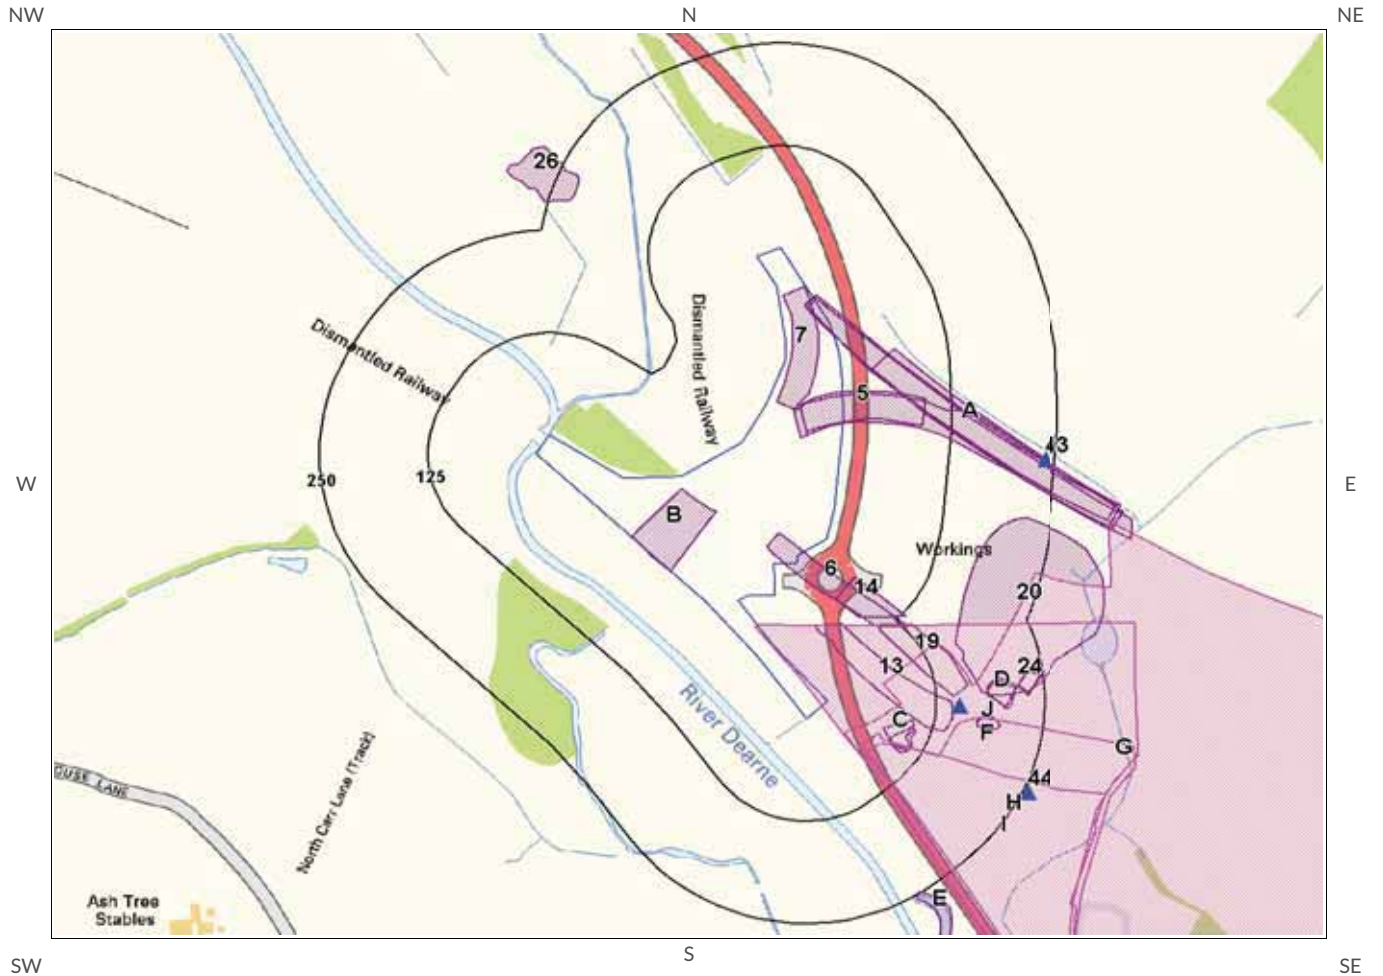 NW
N
NE
26
Dismantled Railway
Dismantled Railway
7
5
A
43
W
250
125
B
E
Workings
6
14
20
19
13
24
D
C
J
F
G
River Dearne
44
H
I
OUSE LANE
North Carr Lane (Track)
Ash Tree
Stables
E
SW
S
SE